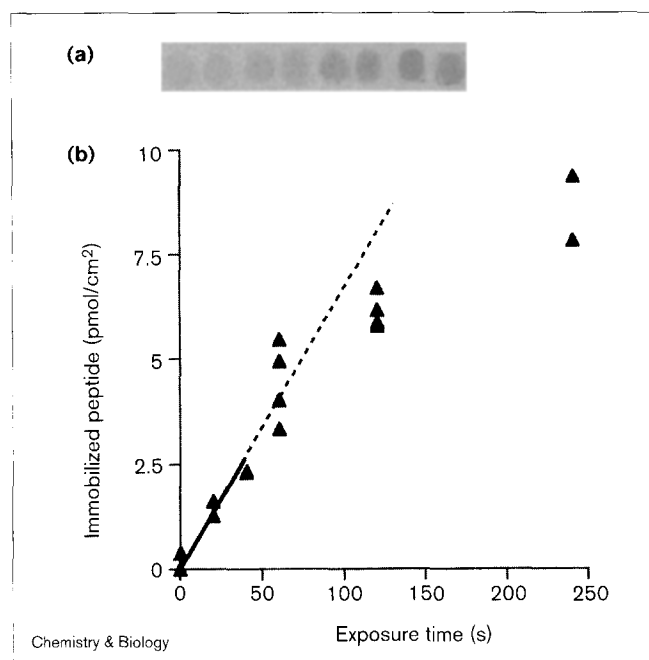 (a)
(b)
10
7.5
5
2.5
0
Immobilized peptide (pmol/cm²)
0
50
100
150
200
250
Exposure time (s)
Chemistry & Biology